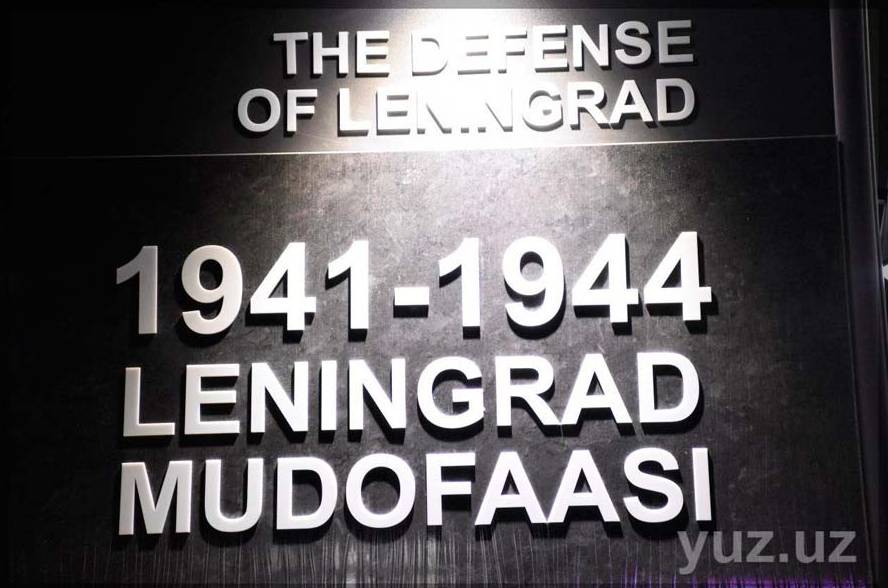 THE DEFENSE
OF LENINGRAD
1941-1944
LENINGRAD
MUDOFAASI
yuz.uz